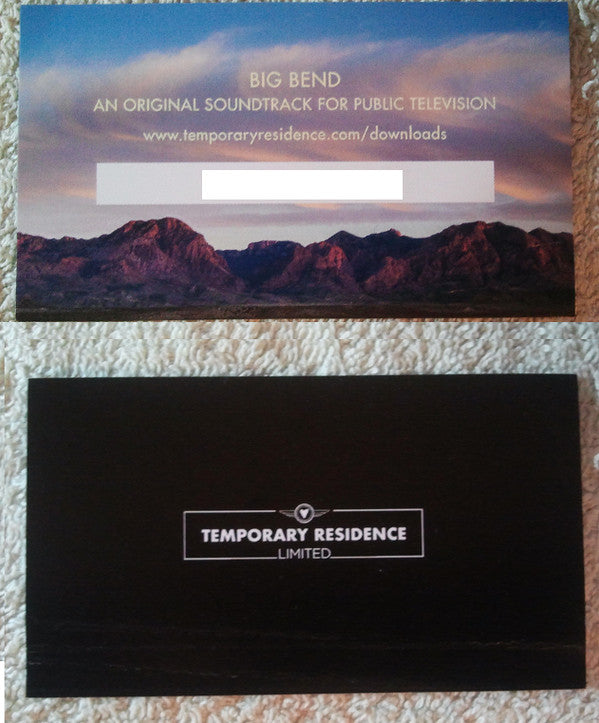 BIG BEND
AN ORIGINAL SOUNDTRACK FOR PUBLIC TELEVISION
www.temporaryresidence.com/downloads
TEMPORARY RESIDENCE
LIMITED